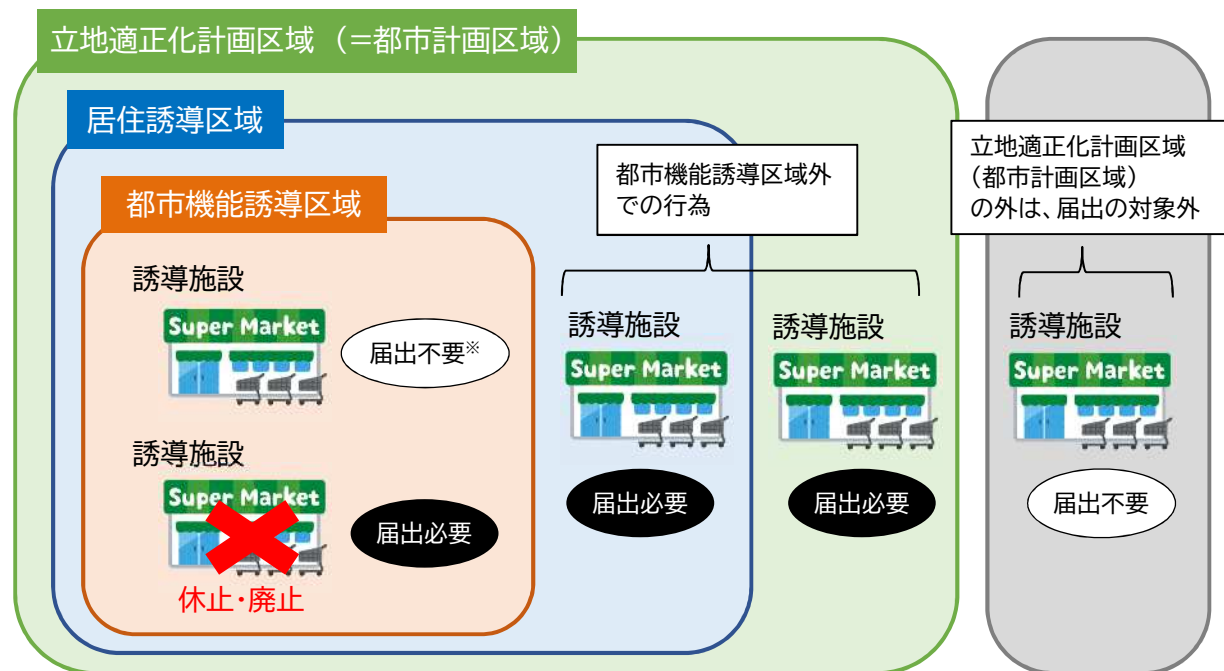 立地適正化計画区域（＝都市計画区域）
居住誘導区域
都市機能誘導区域
誘導施設
Super Market
届出不要※
誘導施設
Super Market
届出必要
休止・廃止
都市機能誘導区域外
での行為
誘導施設
Super Market
届出必要
誘導施設
Super Market
届出必要
立地適正化計画区域
（都市計画区域）
の外は、届出の対象外
誘導施設
Super Market
届出不要